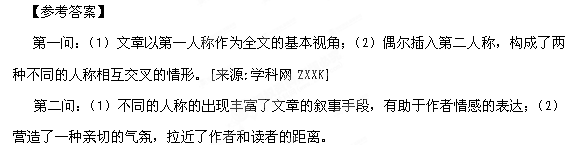 【参考答案】
第一问：（1）文章以第一人称作为全文的基本视角；（2）偶尔插入第二人称，构成了两
种不同的人称相互交叉的情形。[来源:学科网 ZXXK]
第二问：（1）不同的人称的出现丰富了文章的叙事手段，有助于作者情感的表达；（2）
营造了一种亲切的气氛，拉近了作者和读者的距离。